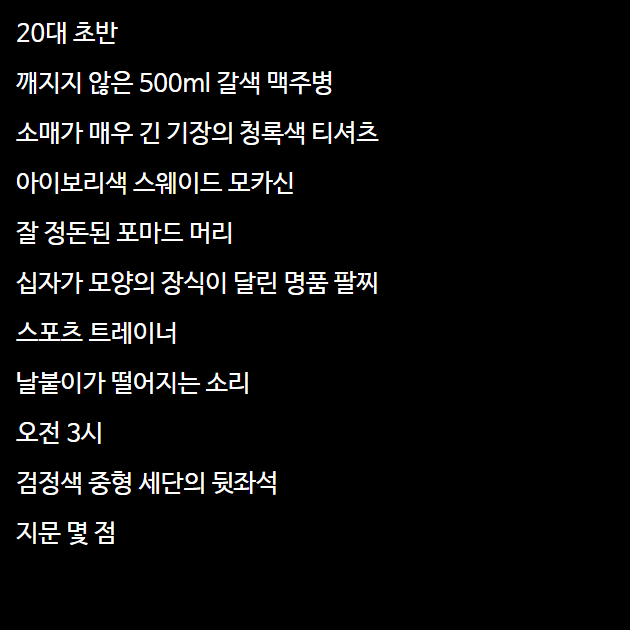 20대 초반
깨지지 않은 500ml 갈색 맥주병
소매가 매우 긴 기장의 청록색 티셔츠
아이보리색 스웨이드 모카신
잘 정돈된 포마드 머리
십자가 모양의 장식이 달린 명품 팔찌
스포츠 트레이너
날붙이가 떨어지는 소리
오전 3시
검정색 중형 세단의 뒷좌석
지문 몇 점